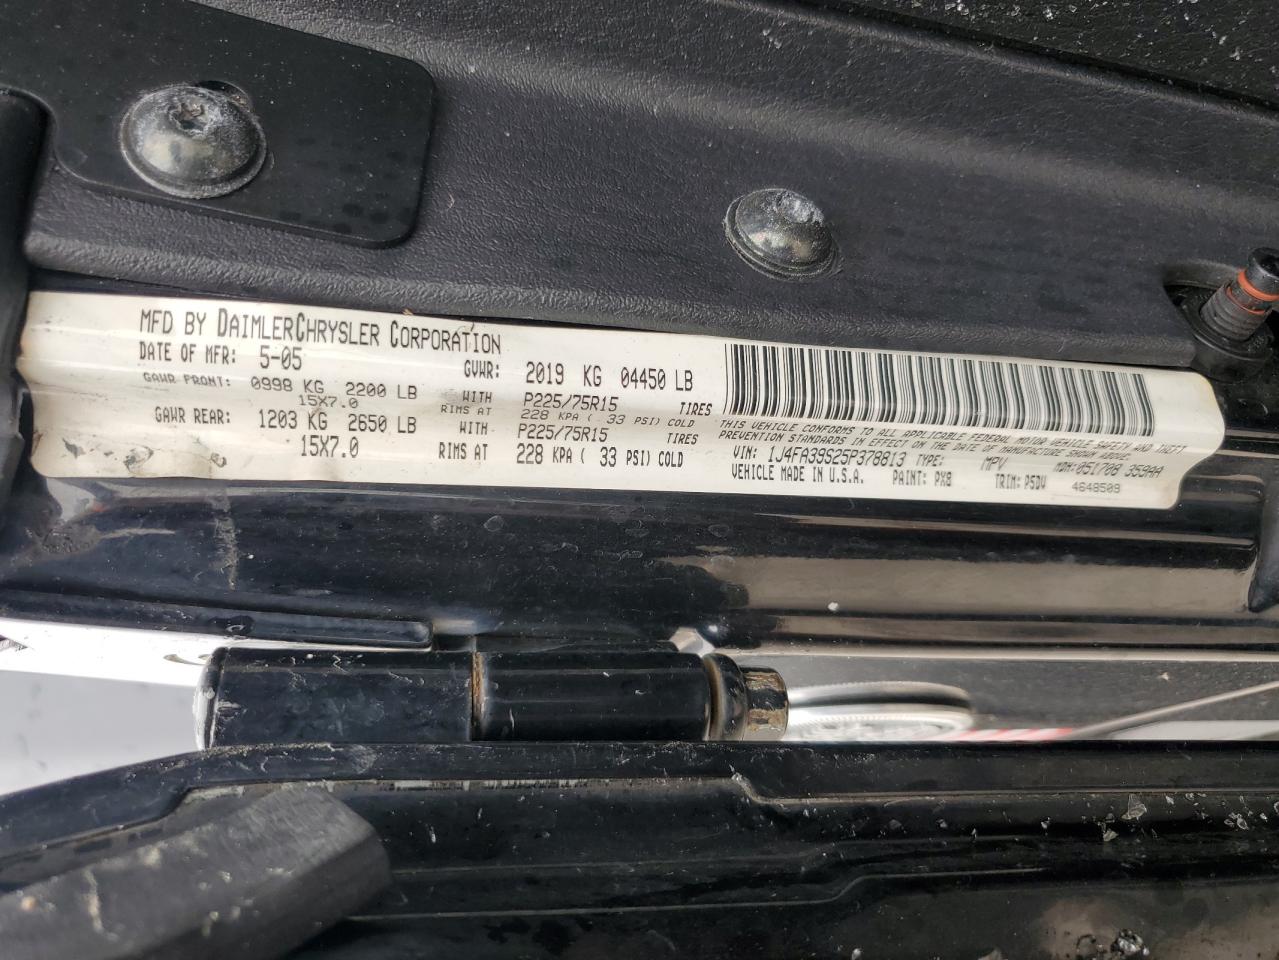 MFD BY DAIMLERCHRYSLER CORPORATION
DATE OF MFR: 5-05 GVWR: 2019 KG 04450 LB
GAWR FRONT: 0998 KG 2200 LB WITH P225/75R15 TIRES
15X7.0 RIMS AT 228 KPA ( 33 PSI) COLD
GAWR REAR: 1203 KG 2650 LB WITH P225/75R15 TIRES
15X7.0 RIMS AT 228 KPA ( 33 PSI) COLD
THIS VEHICLE CONFORMS TO ALL APPLICABLE FEDERAL MOTOR VEHICLE SAFETY AND THEFT
PREVENTION STANDARDS IN EFFECT ON THE DATE OF MANUFACTURE SHOWN ABOVE.
VIN: 1J4FA39S25P378813 TYPE: MPV MDH: 051708 359AA
VEHICLE MADE IN U.S.A. PAINT: PX8 TRIM: P5DV 4648509